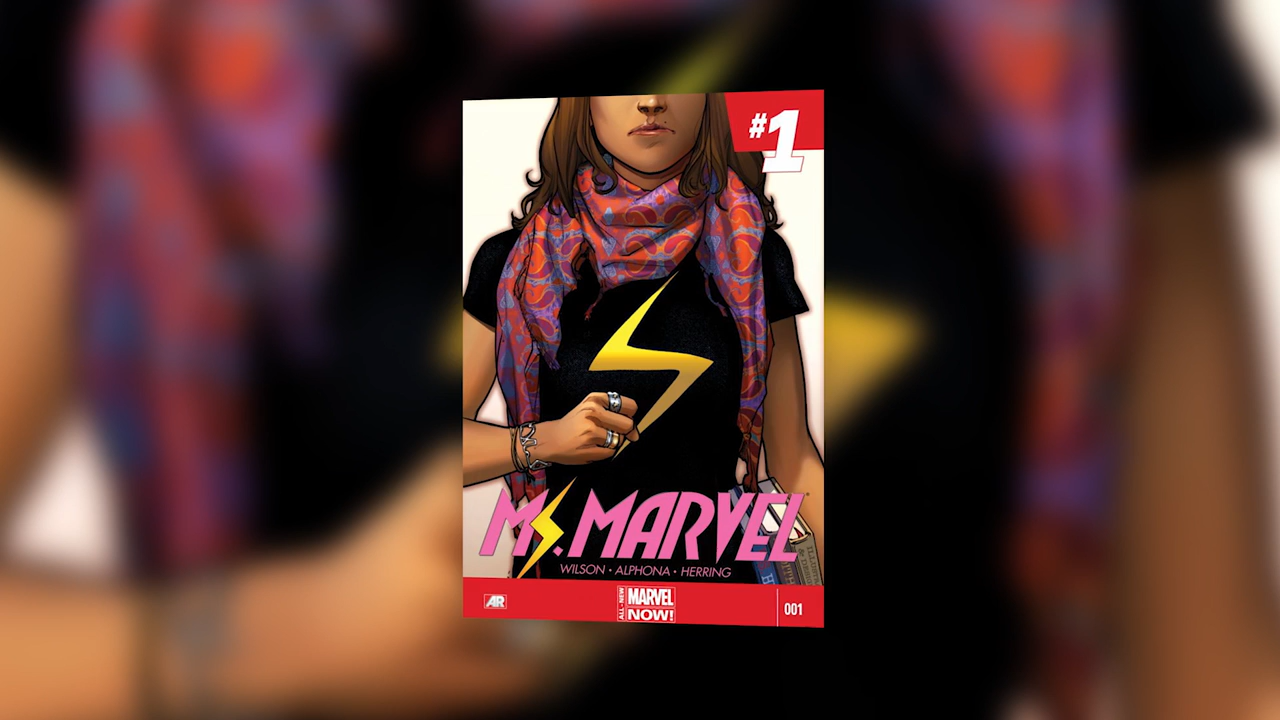 #1
Ms. MARVEL
WILSON • ALPHONA • HERRING
AR
ALL-NEW
MARVEL
NOW!
001